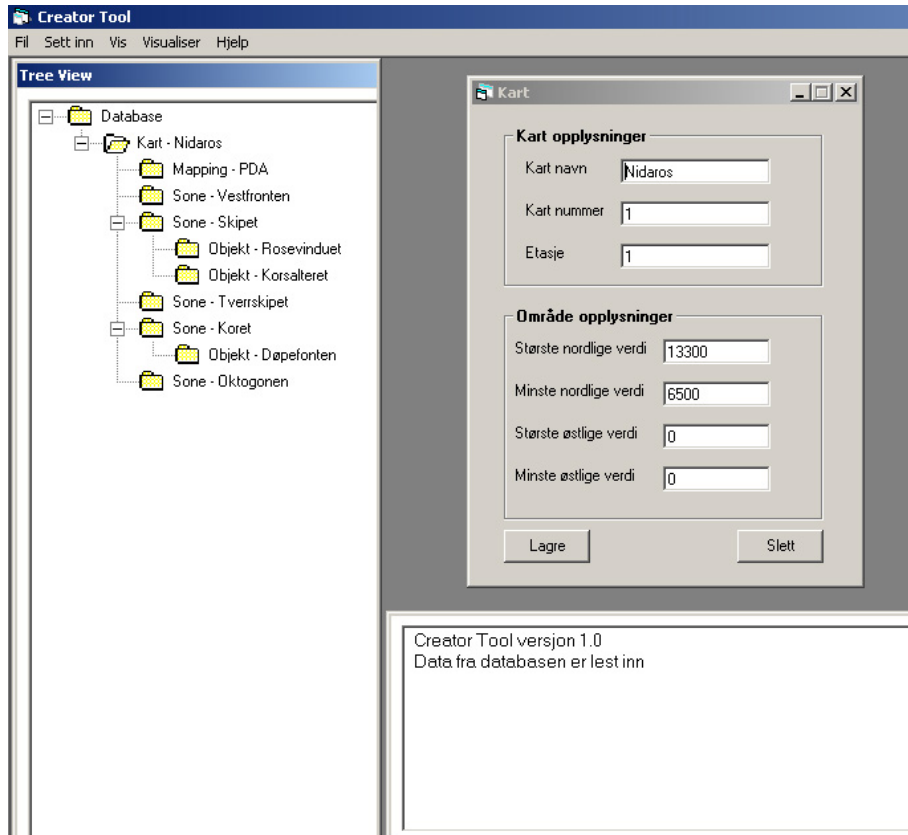 Creator Tool
Fil Sett inn Vis Visualiser Hjelp
Tree View
Database
Kart - Nidaros
Mapping - PDA
Sone - Vestfronten
Sone - Skipet
Objekt - Rosevinduet
Objekt - Korsalteret
Sone - Tverrskipet
Sone - Koret
Objekt - Døpefonten
Sone - Oktogonen
Kart
Kart opplysninger
Kart navn Nidaros
Kart nummer 1
Etasje 1
Område opplysninger
Største nordlige verdi 13300
Minste nordlige verdi 6500
Største østlige verdi 0
Minste østlige verdi 0
Lagre Slett
Creator Tool versjon 1.0
Data fra databasen er lest inn